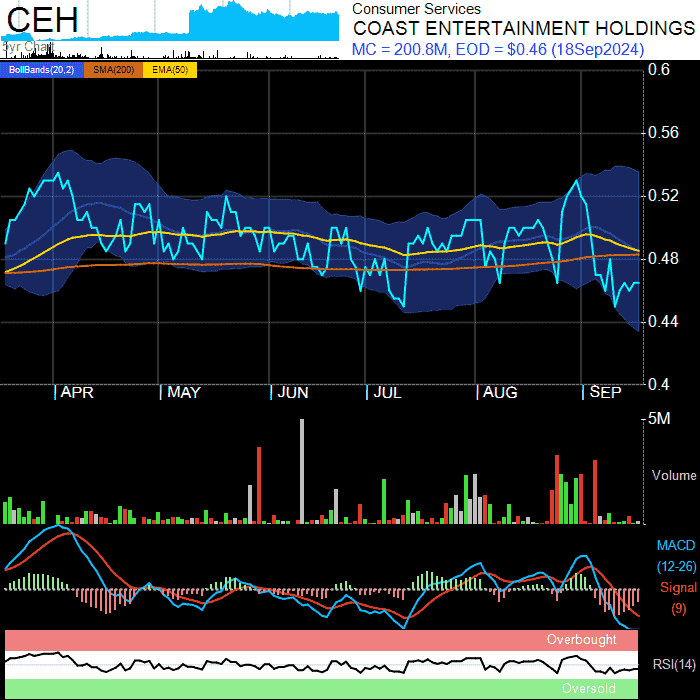 CEH
Consumer Services
COAST ENTERTAINMENT HOLDINGS
5yr Chart
MC = 200.8M, EOD = $0.46 (18Sep2024)
BollBands(20,2) SMA(200) EMA(50)
0.6
0.56
0.52
0.48
0.44
0.4
APR MAY JUN JUL AUG SEP
5M
Volume
MACD
(12-26)
Signal
(9)
Overbought
RSI(14)
Oversold